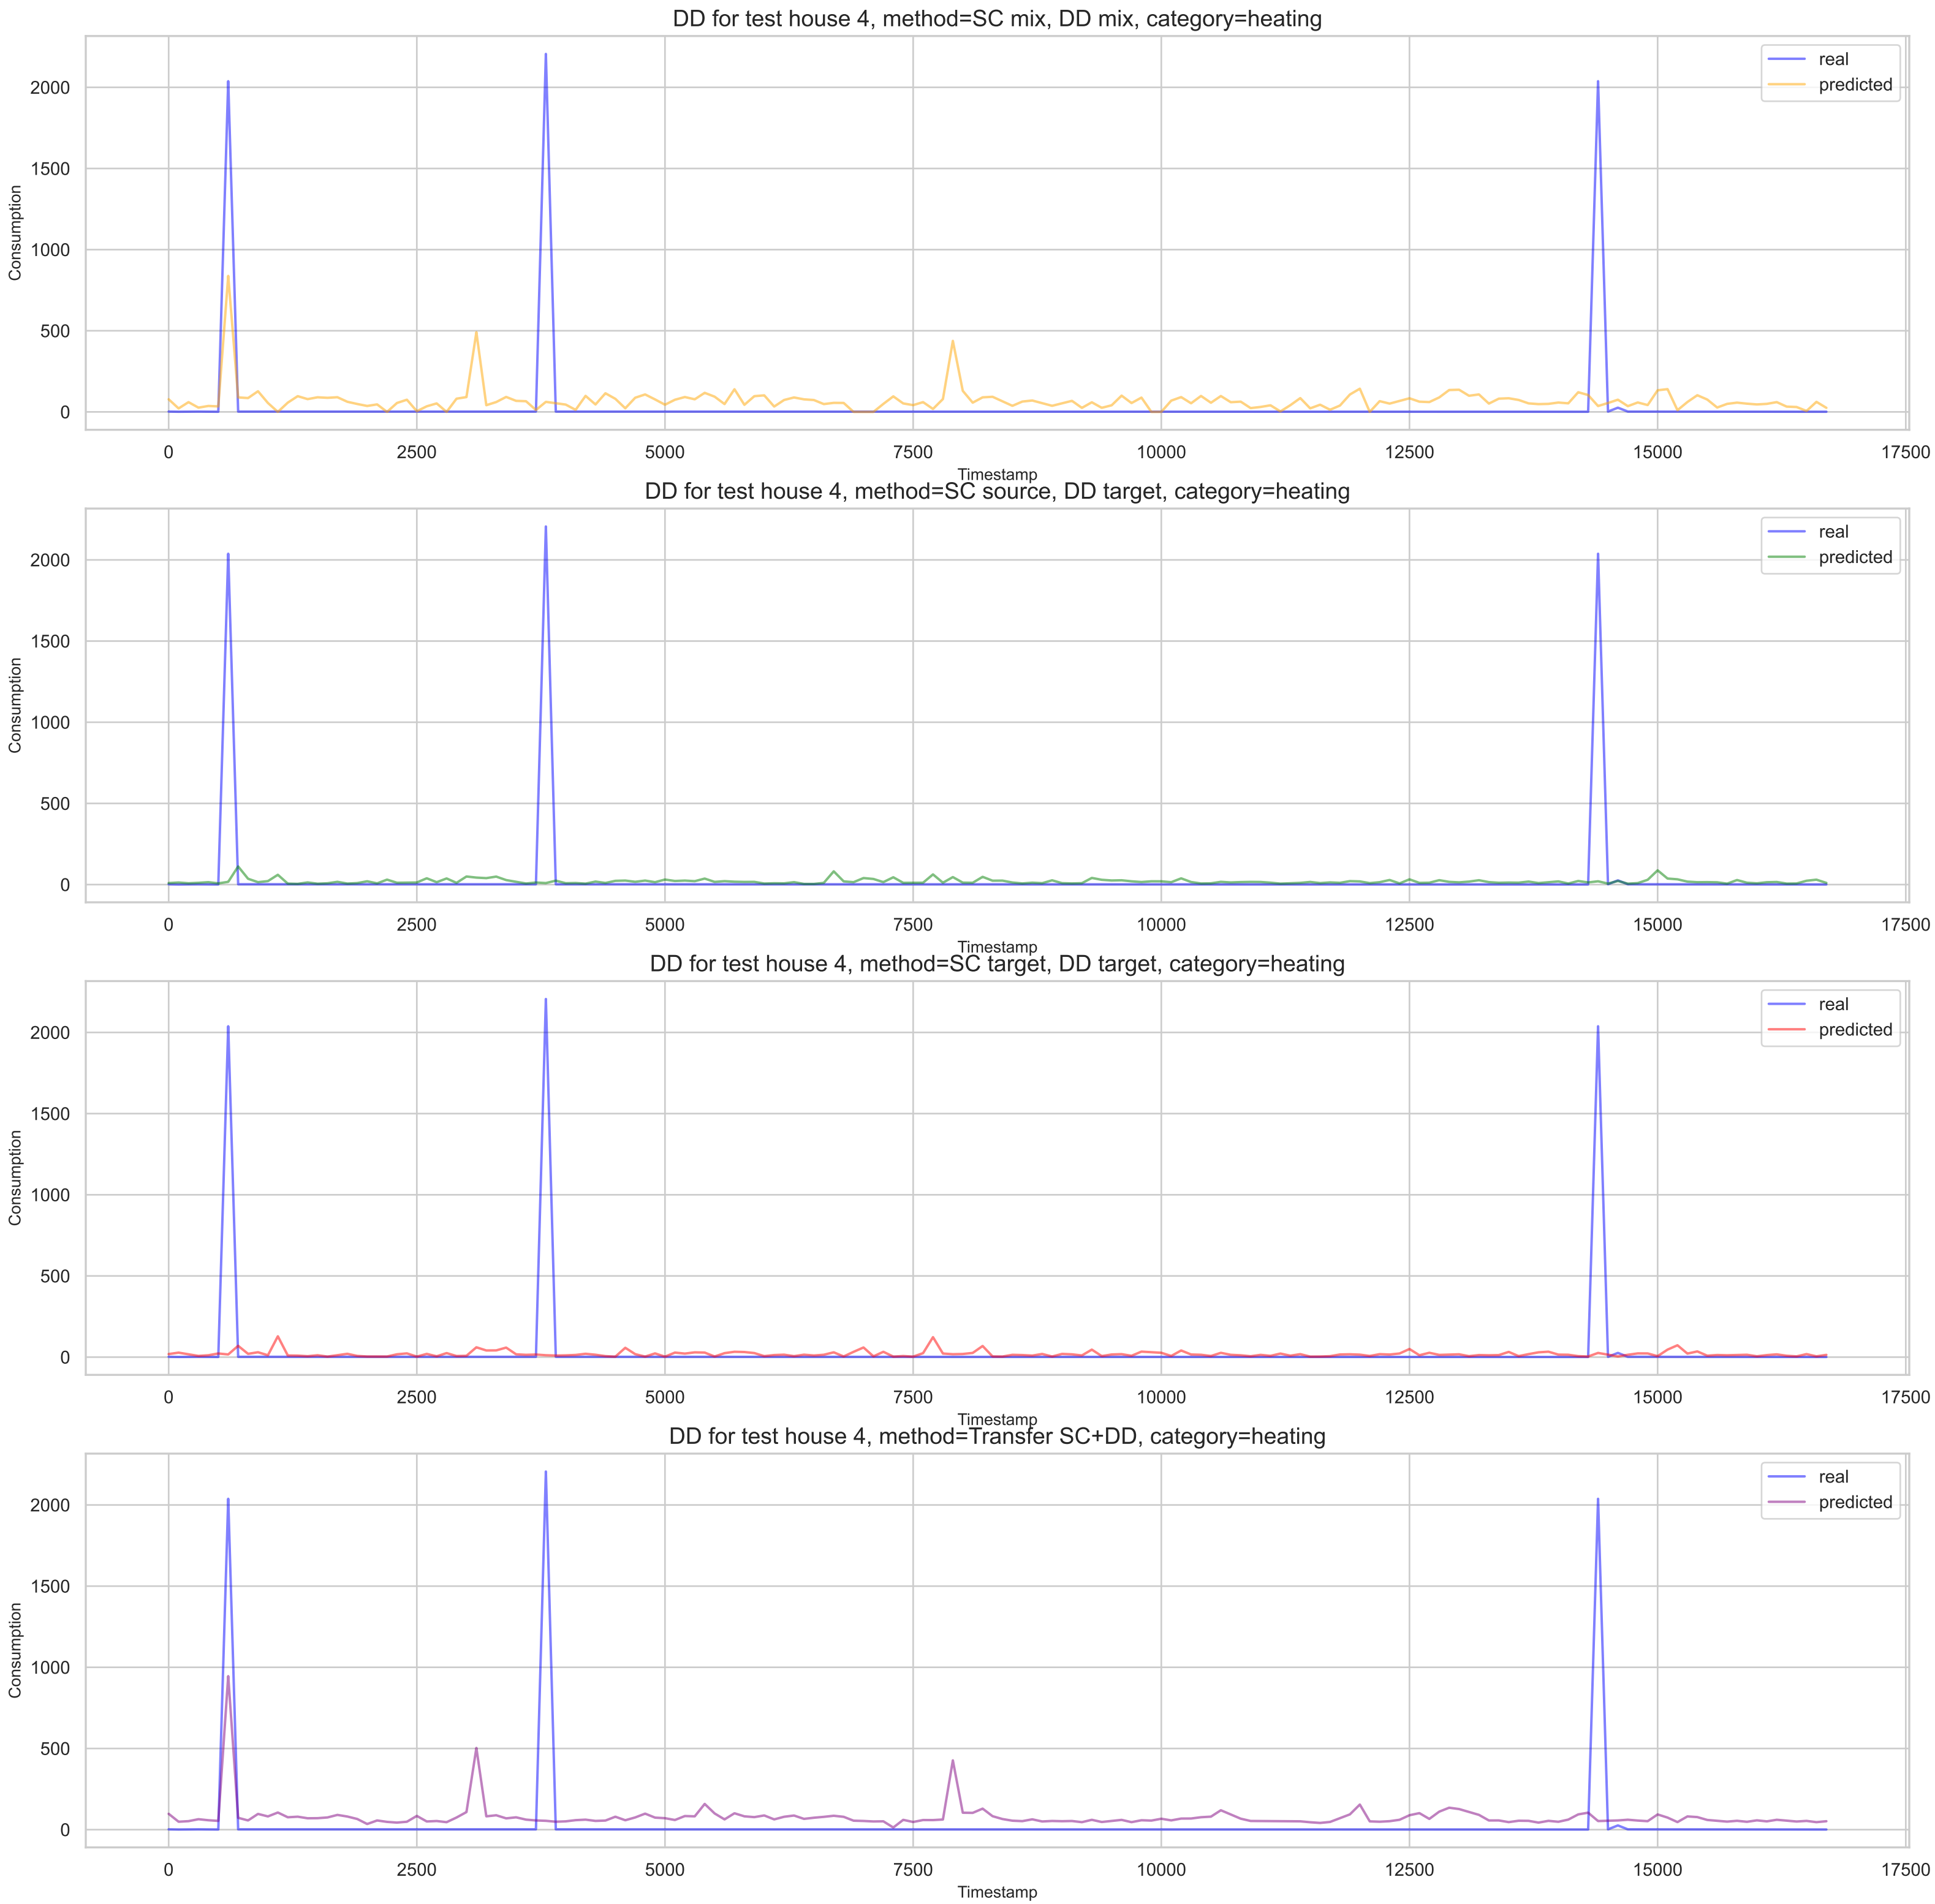 DD for test house 4, method=SC mix, DD mix, category=heating
real
predicted
2000
1500
1000
500
0
Consumption
0 2500 5000 7500 10000 12500 15000 17500
Timestamp
DD for test house 4, method=SC source, DD target, category=heating
real
predicted
2000
1500
1000
500
0
Consumption
0 2500 5000 7500 10000 12500 15000 17500
Timestamp
DD for test house 4, method=SC target, DD target, category=heating
real
predicted
2000
1500
1000
500
0
Consumption
0 2500 5000 7500 10000 12500 15000 17500
Timestamp
DD for test house 4, method=Transfer SC+DD, category=heating
real
predicted
2000
1500
1000
500
0
Consumption
0 2500 5000 7500 10000 12500 15000 17500
Timestamp